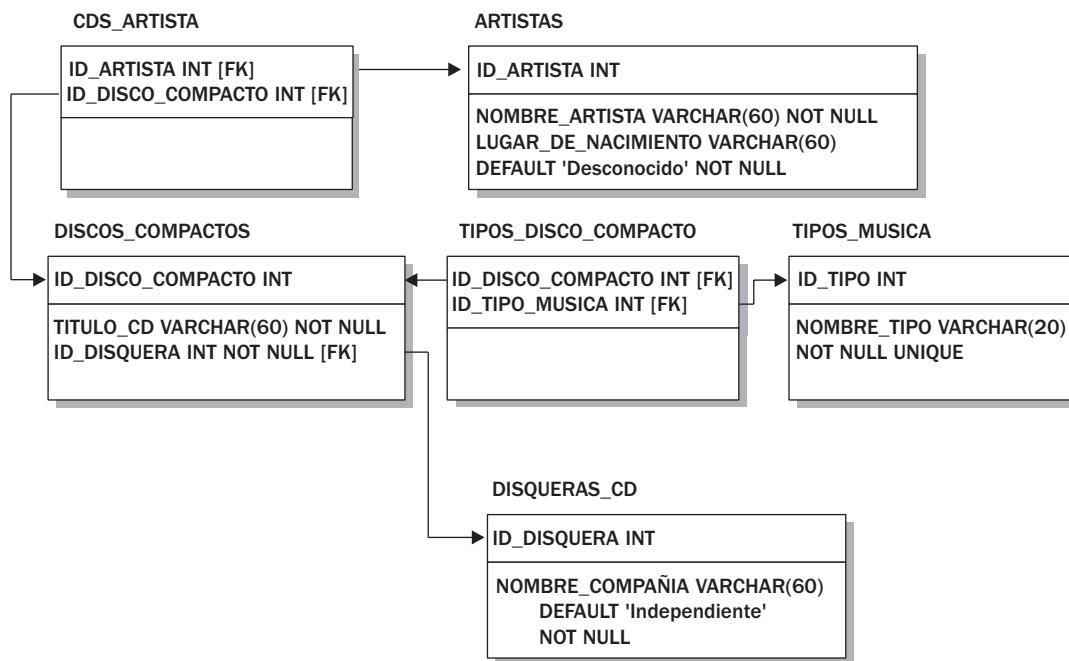 CDS_ARTISTA
ID_ARTISTA INT [FK]
ID_DISCO_COMPACTO INT [FK]
ARTISTAS
ID_ARTISTA INT
NOMBRE_ARTISTA VARCHAR(60) NOT NULL
LUGAR_DE_NACIMIENTO VARCHAR(60)
DEFAULT 'Desconocido' NOT NULL
DISCOS_COMPACTOS
ID_DISCO_COMPACTO INT
TITULO_CD VARCHAR(60) NOT NULL
ID_DISQUERA INT NOT NULL [FK]
TIPOS_DISCO_COMPACTO
ID_DISCO_COMPACTO INT [FK]
ID_TIPO_MUSICA INT [FK]
TIPOS_MUSICA
ID_TIPO INT
NOMBRE_TIPO VARCHAR(20)
NOT NULL UNIQUE
DISQUERAS_CD
ID_DISQUERA INT
NOMBRE_COMPAÑIA VARCHAR(60)
DEFAULT 'Independiente'
NOT NULL